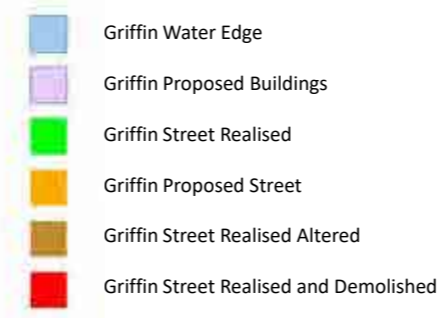 Griffin Water Edge
Griffin Proposed Buildings
Griffin Street Realised
Griffin Proposed Street
Griffin Street Realised Altered
Griffin Street Realised and Demolished